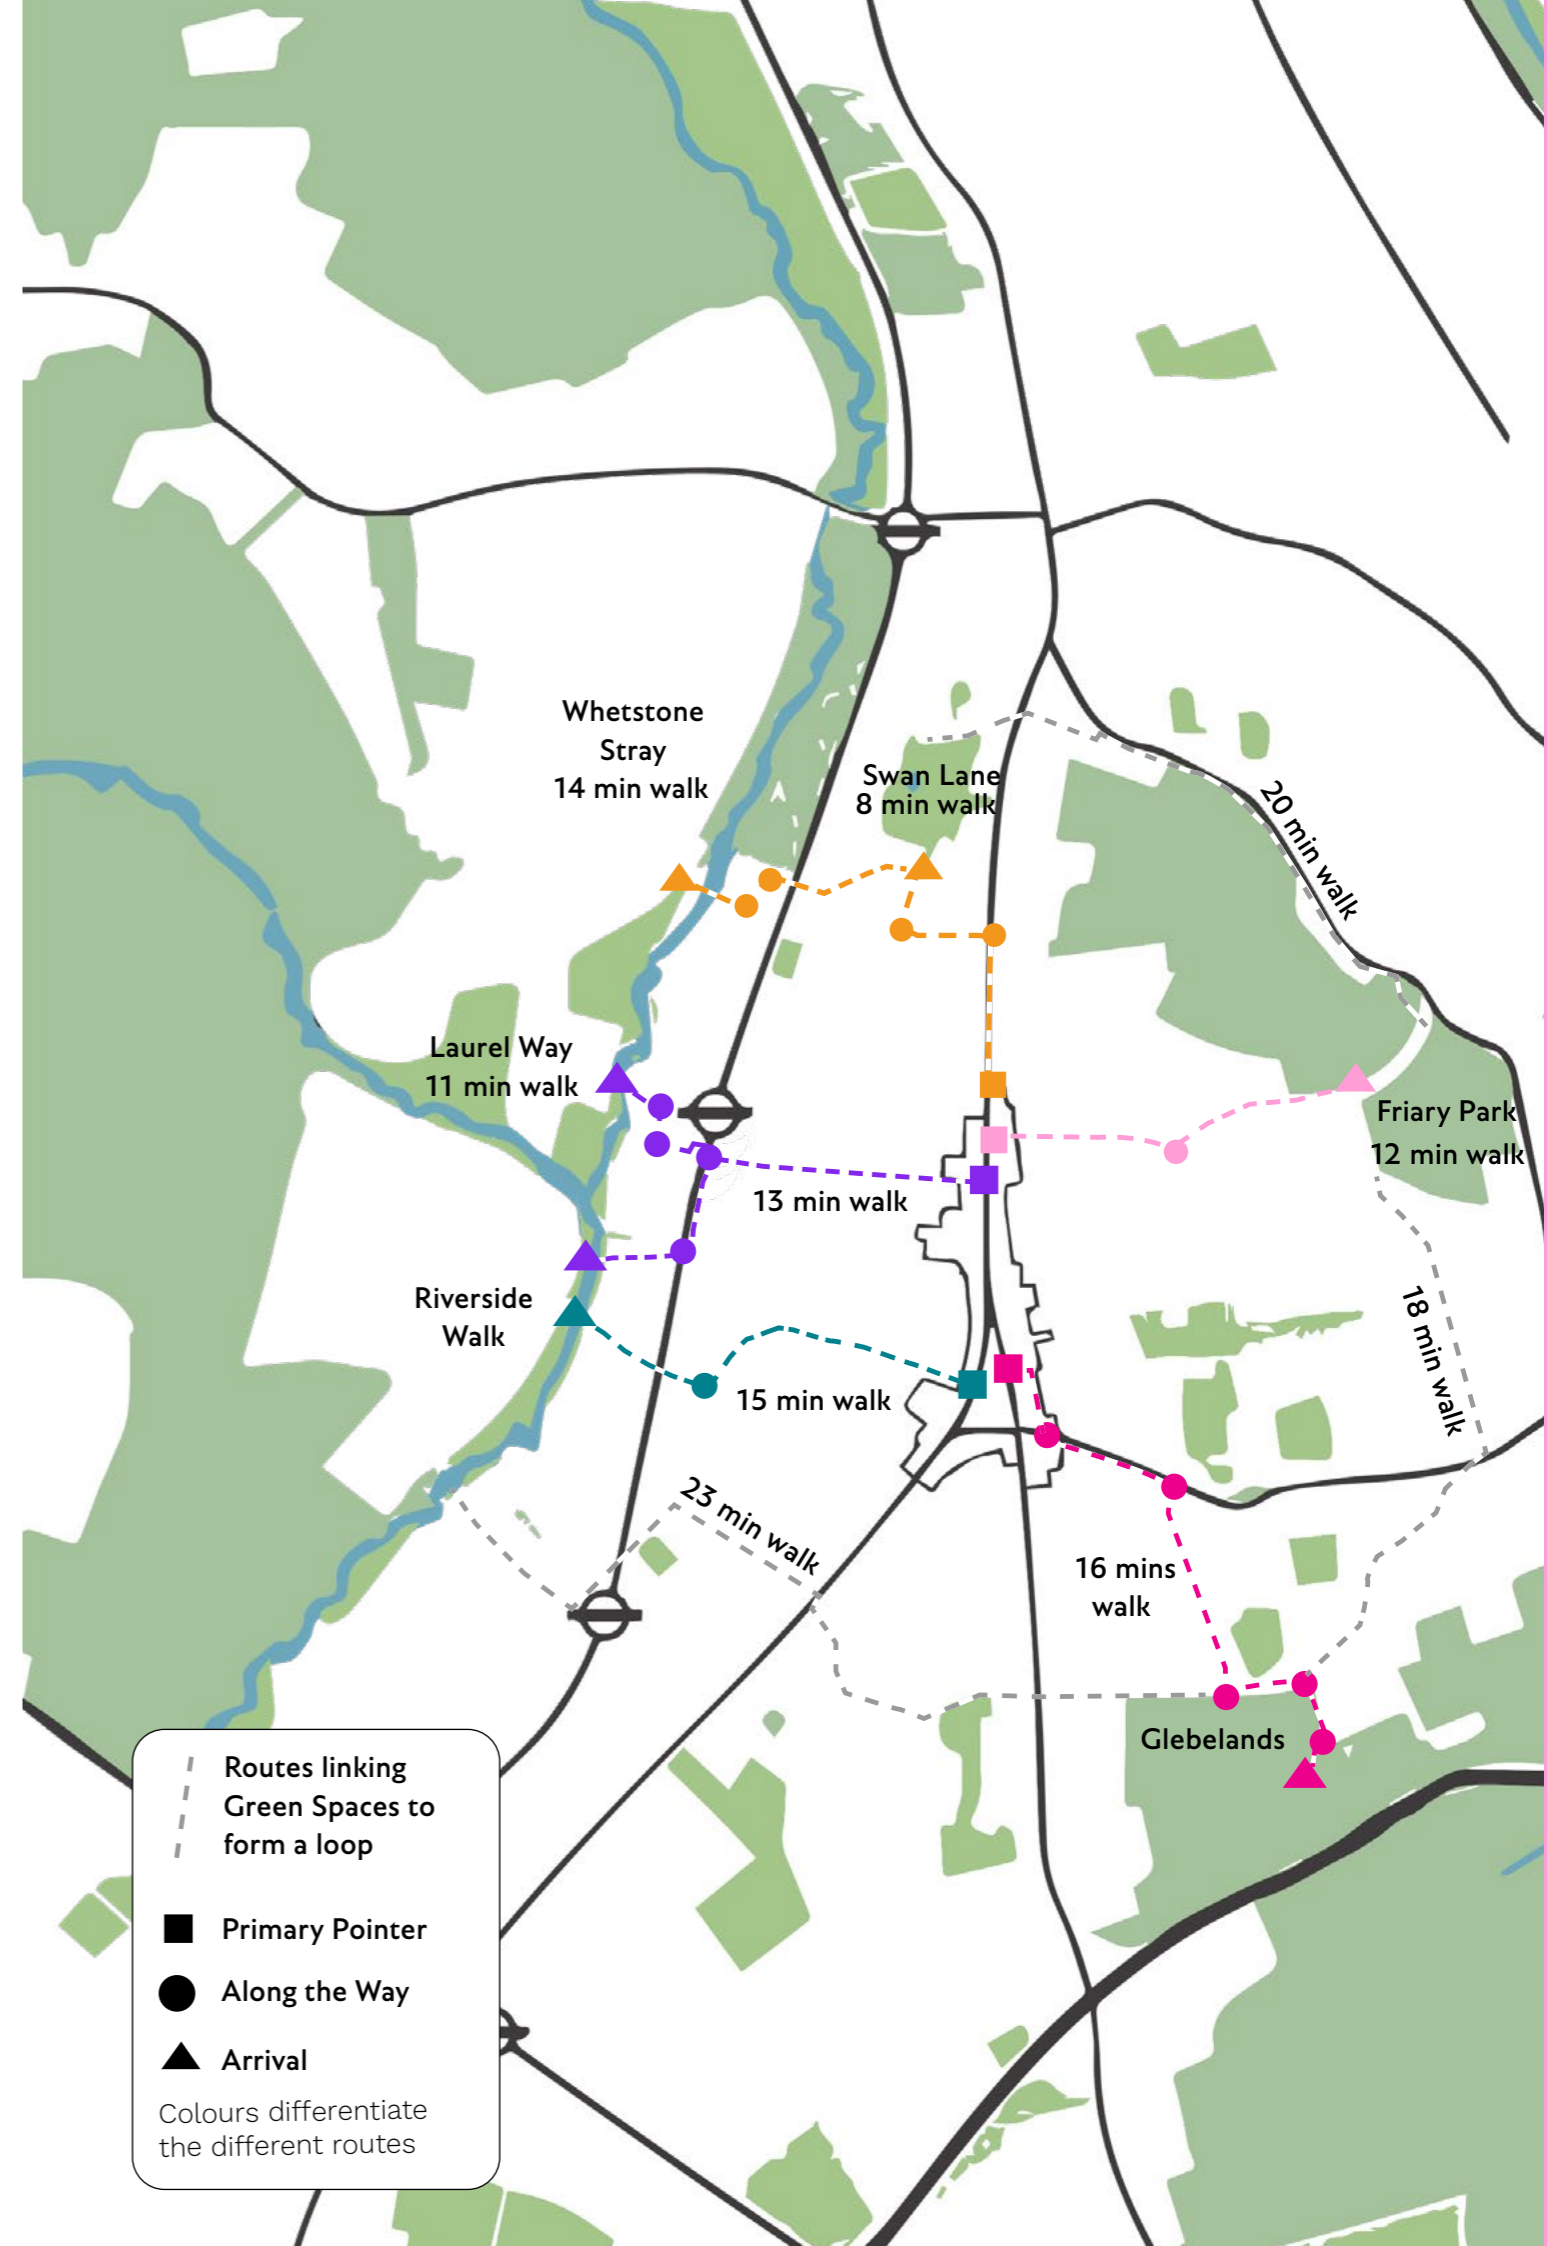 Whetstone
Stray
14 min walk
Swan Lane
8 min walk
20 min walk
Laurel Way
11 min walk
Friary Park
12 min walk
13 min walk
Riverside
Walk
15 min walk
18 min walk
23 min walk
16 mins
walk
Glebelands
Routes linking
Green Spaces to
form a loop
Primary Pointer
Along the Way
Arrival
Colours differentiate
the different routes